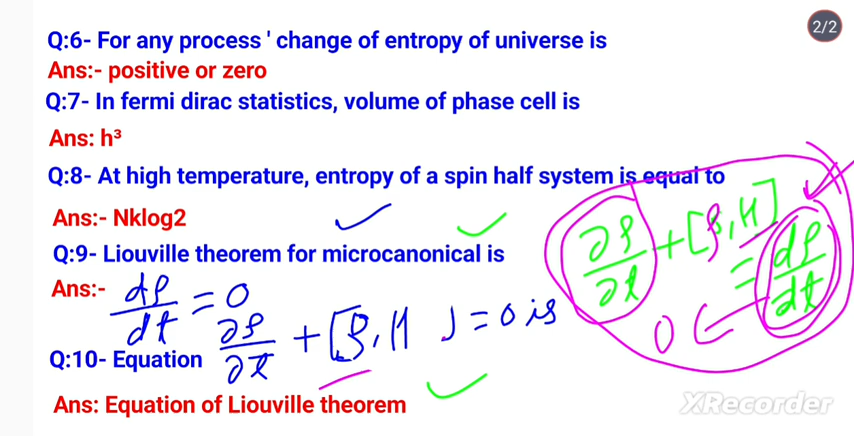 2/2
Q:6- For any process ' change of entropy of universe is
Ans:- positive or zero
Q:7- In fermi dirac statistics, volume of phase cell is
Ans: h³
Q:8- At high temperature, entropy of a spin half system is equal to
Ans:- Nklog2
∂ρ/∂t + [ρ, H] = dρ/dt
0
Q:9- Liouville theorem for microcanonical is
Ans:- dρ/dt = 0
Q:10- Equation ∂ρ/∂t + [ρ, H] = 0 is
Ans: Equation of Liouville theorem
XRecorder